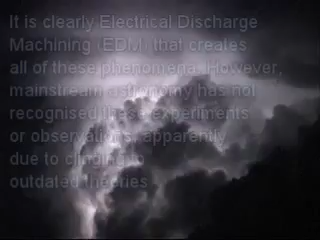 It is clearly Electrical Discharge
Machining (EDM) that creates
all of these phenomena. However,
mainstream astronomy has not
recognised these experiments
or observations, apparently
due to clinging to
outdated theories